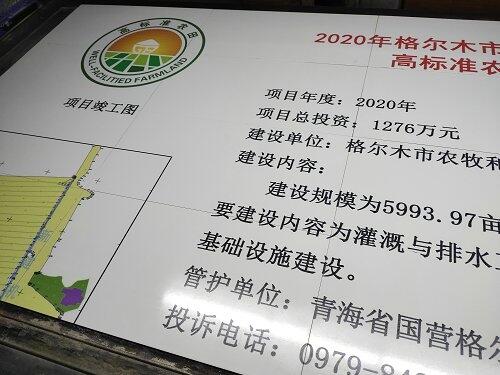 高标准农田
WELL-FACILITIED FARMLAND
项目竣工图
2020年格尔木市
高标准农
项目年度：2020年
项目总投资：1276万元
建设单位：格尔木市农牧和
建设内容：
建设规模为5993.97亩
要建设内容为灌溉与排水
基础设施建设。
管护单位：青海省国营格尔
投诉电话：0979-84